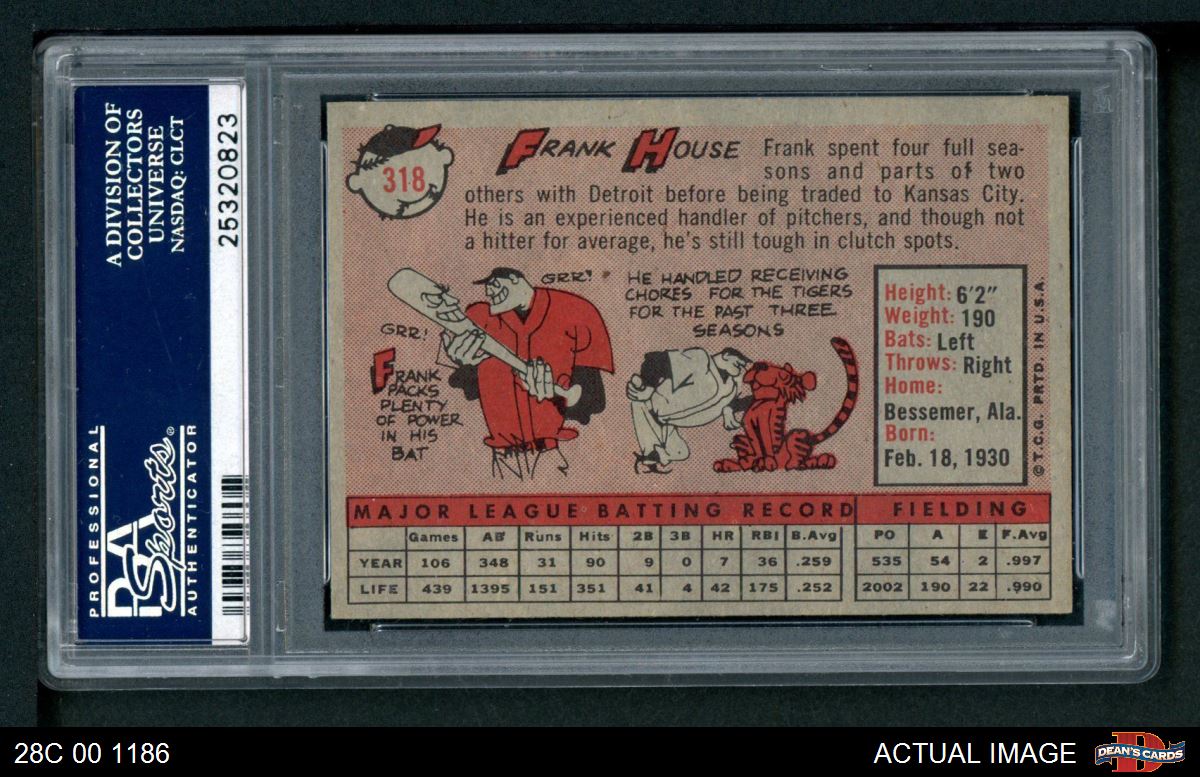 A DIVISION OF
COLLECTORS
UNIVERSE
NASDAQ: CLCT
25320823
PROFESSIONAL
PSA
Sports®
AUTHENTICATOR
318
FRANK HOUSE
Frank spent four full sea-
sons and parts of two
others with Detroit before being traded to Kansas City.
He is an experienced handler of pitchers, and though not
a hitter for average, he's still tough in clutch spots.
GRR!
GRR!
FRANK
PACKS
PLENTY
OF POWER
IN HIS
BAT
HE HANDLED RECEIVING
CHORES FOR THE TIGERS
FOR THE PAST THREE
SEASONS
Height: 6'2"
Weight: 190
Bats: Left
Throws: Right
Home:
Bessemer, Ala.
Born:
Feb. 18, 1930
©T.C.G. PRTD. IN U.S.A.
MAJOR LEAGUE BATTING RECORD FIELDING
Games AB Runs Hits 2B 3B HR RBI B.Avg PO A E F.Avg
YEAR 106 348 31 90 9 0 7 36 .259 535 54 2 .997
LIFE 439 1395 151 351 41 4 42 175 .252 2002 190 22 .990
28C 00 1186
ACTUAL IMAGE
DEAN'S CARDS